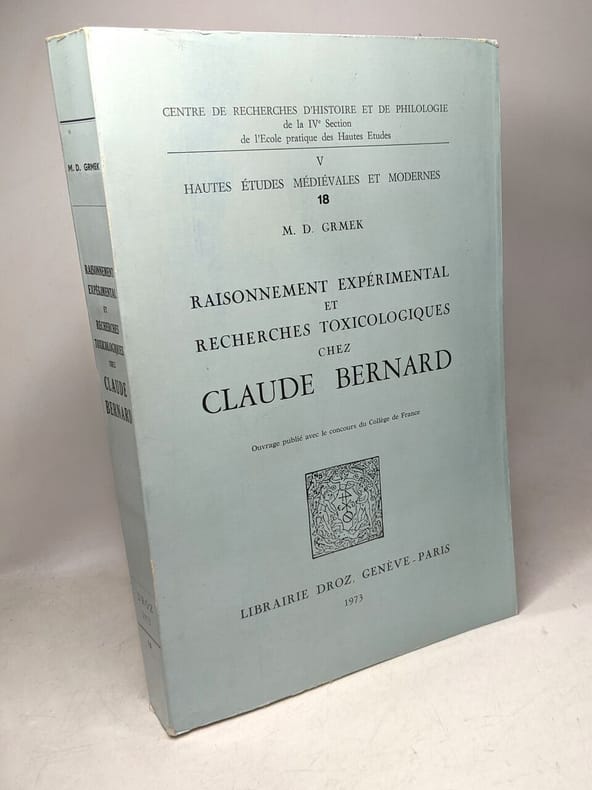 CENTRE DE RECHERCHES D'HISTOIRE ET DE PHILOLOGIE
de la IVe Section
de l'Ecole pratique des Hautes Etudes
V
HAUTES ÉTUDES MÉDIÉVALES ET MODERNES
18
M. D. GRMEK
RAISONNEMENT EXPÉRIMENTAL
ET
RECHERCHES TOXICOLOGIQUES
CHEZ
CLAUDE BERNARD
Ouvrage publié avec le concours du Collège de France
LIBRAIRIE DROZ, GENÈVE - PARIS
1973
M. D. GRMEK
RAISONNEMENT
EXPÉRIMENTAL
ET
RECHERCHES
TOXICOLOGIQUES
CHEZ
CLAUDE
BERNARD
DROZ
1973
18